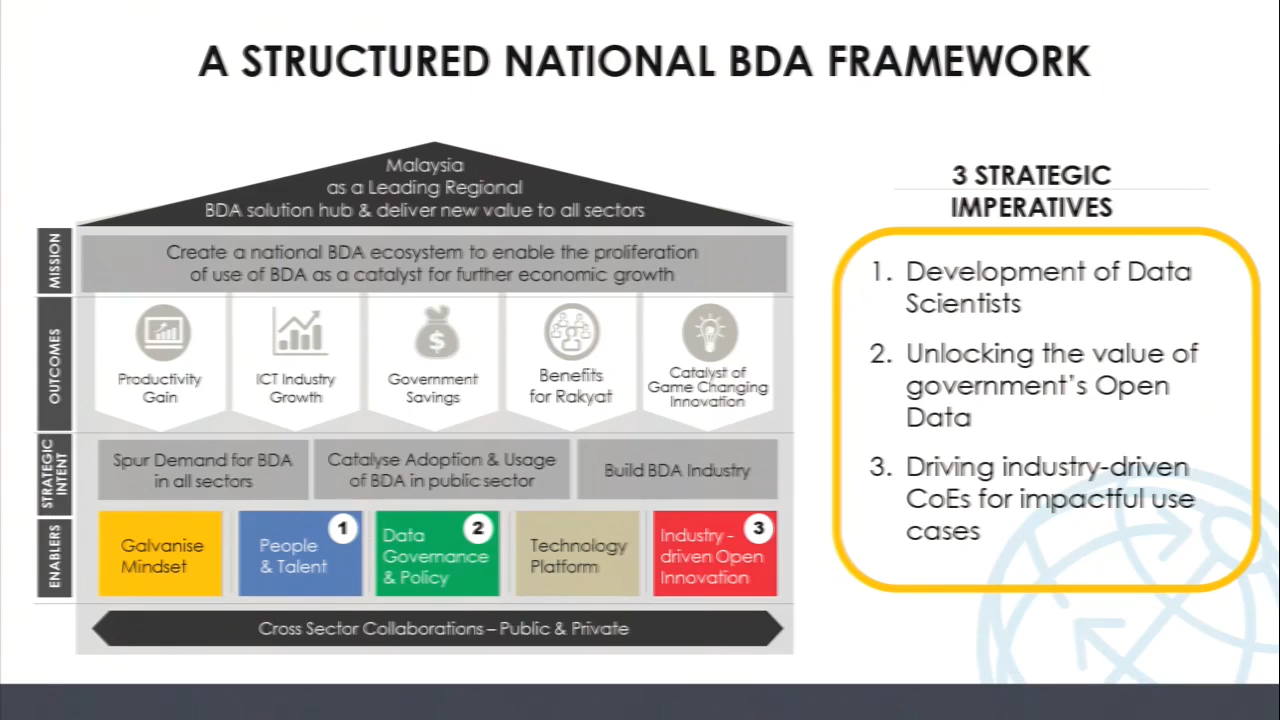 A STRUCTURED NATIONAL BDA FRAMEWORK
Malaysia
as a Leading Regional
BDA solution hub & deliver new value to all sectors
MISSION
Create a national BDA ecosystem to enable the proliferation
of use of BDA as a catalyst for further economic growth
OUTCOMES
Productivity
Gain
ICT Industry
Growth
$
Government
Savings
Benefits
for Rakyat
Catalyst of
Game Changing
Innovation
STRATEGIC
INTENT
Spur Demand for BDA
in all sectors
Catalyse Adoption & Usage
of BDA in public sector
Build BDA Industry
ENABLERS
Galvanise
Mindset
1
People
& Talent
2
Data
Governance
& Policy
Technology
Platform
3
Industry -
driven Open
Innovation
Cross Sector Collaborations – Public & Private
3 STRATEGIC
IMPERATIVES
1. Development of Data
Scientists
2. Unlocking the value of
government's Open
Data
3. Driving industry-driven
CoEs for impactful use
cases